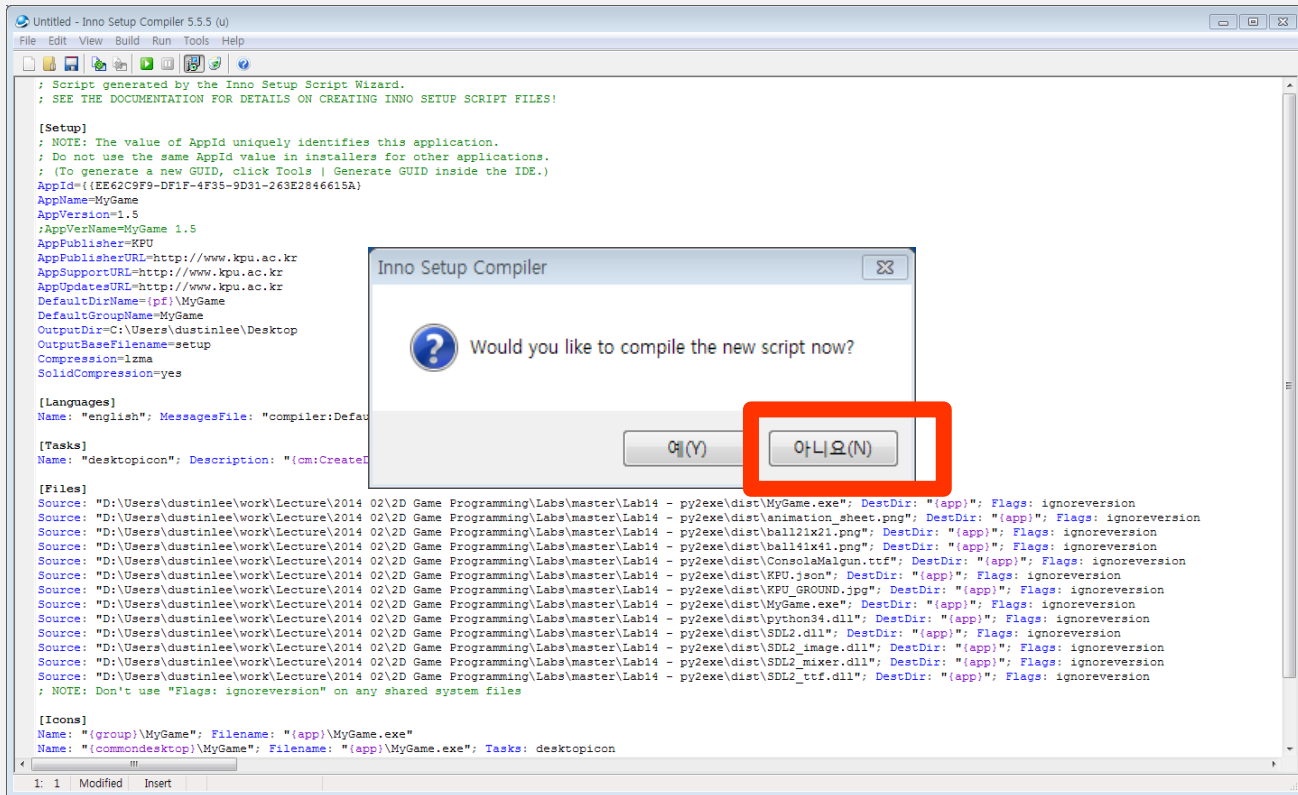 Untitled - Inno Setup Compiler 5.5.5 (u)
File Edit View Build Run Tools Help
; Script generated by the Inno Setup Script Wizard.
; SEE THE DOCUMENTATION FOR DETAILS ON CREATING INNO SETUP SCRIPT FILES!
[Setup]
; NOTE: The value of AppId uniquely identifies this application.
; Do not use the same AppId value in installers for other applications.
; (To generate a new GUID, click Tools | Generate GUID inside the IDE.)
AppId={{EE62C9F9-DF1F-4F35-9D31-263E2846615A}
AppName=MyGame
AppVersion=1.5
;AppVerName=MyGame 1.5
AppPublisher=KPU
AppPublisherURL=http://www.kpu.ac.kr
AppSupportURL=http://www.kpu.ac.kr
AppUpdatesURL=http://www.kpu.ac.kr
DefaultDirName={pf}\MyGame
DefaultGroupName=MyGame
OutputDir=C:\Users\dustinlee\Desktop
OutputBaseFilename=setup
Compression=lzma
SolidCompression=yes
[Languages]
Name: "english"; MessagesFile: "compiler:Defau
[Tasks]
Name: "desktopicon"; Description: "{cm:CreateD
[Files]
Source: "D:\Users\dustinlee\work\Lecture\2014 02\2D Game Programming\Labs\master\Lab14 - py2exe\dist\MyGame.exe"; DestDir: "{app}"; Flags: ignoreversion
Source: "D:\Users\dustinlee\work\Lecture\2014 02\2D Game Programming\Labs\master\Lab14 - py2exe\dist\animation_sheet.png"; DestDir: "{app}"; Flags: ignoreversion
Source: "D:\Users\dustinlee\work\Lecture\2014 02\2D Game Programming\Labs\master\Lab14 - py2exe\dist\ball21x21.png"; DestDir: "{app}"; Flags: ignoreversion
Source: "D:\Users\dustinlee\work\Lecture\2014 02\2D Game Programming\Labs\master\Lab14 - py2exe\dist\ball41x41.png"; DestDir: "{app}"; Flags: ignoreversion
Source: "D:\Users\dustinlee\work\Lecture\2014 02\2D Game Programming\Labs\master\Lab14 - py2exe\dist\ConsolaMalgun.ttf"; DestDir: "{app}"; Flags: ignoreversion
Source: "D:\Users\dustinlee\work\Lecture\2014 02\2D Game Programming\Labs\master\Lab14 - py2exe\dist\KPU.json"; DestDir: "{app}"; Flags: ignoreversion
Source: "D:\Users\dustinlee\work\Lecture\2014 02\2D Game Programming\Labs\master\Lab14 - py2exe\dist\KPU_GROUND.jpg"; DestDir: "{app}"; Flags: ignoreversion
Source: "D:\Users\dustinlee\work\Lecture\2014 02\2D Game Programming\Labs\master\Lab14 - py2exe\dist\MyGame.exe"; DestDir: "{app}"; Flags: ignoreversion
Source: "D:\Users\dustinlee\work\Lecture\2014 02\2D Game Programming\Labs\master\Lab14 - py2exe\dist\python34.dll"; DestDir: "{app}"; Flags: ignoreversion
Source: "D:\Users\dustinlee\work\Lecture\2014 02\2D Game Programming\Labs\master\Lab14 - py2exe\dist\SDL2.dll"; DestDir: "{app}"; Flags: ignoreversion
Source: "D:\Users\dustinlee\work\Lecture\2014 02\2D Game Programming\Labs\master\Lab14 - py2exe\dist\SDL2_image.dll"; DestDir: "{app}"; Flags: ignoreversion
Source: "D:\Users\dustinlee\work\Lecture\2014 02\2D Game Programming\Labs\master\Lab14 - py2exe\dist\SDL2_mixer.dll"; DestDir: "{app}"; Flags: ignoreversion
Source: "D:\Users\dustinlee\work\Lecture\2014 02\2D Game Programming\Labs\master\Lab14 - py2exe\dist\SDL2_ttf.dll"; DestDir: "{app}"; Flags: ignoreversion
; NOTE: Don't use "Flags: ignoreversion" on any shared system files
[Icons]
Name: "{group}\MyGame"; Filename: "{app}\MyGame.exe"
Name: "{commondesktop}\MyGame"; Filename: "{app}\MyGame.exe"; Tasks: desktopicon
1: 1 Modified Insert
Inno Setup Compiler
Would you like to compile the new script now?
예(Y) 아니요(N)